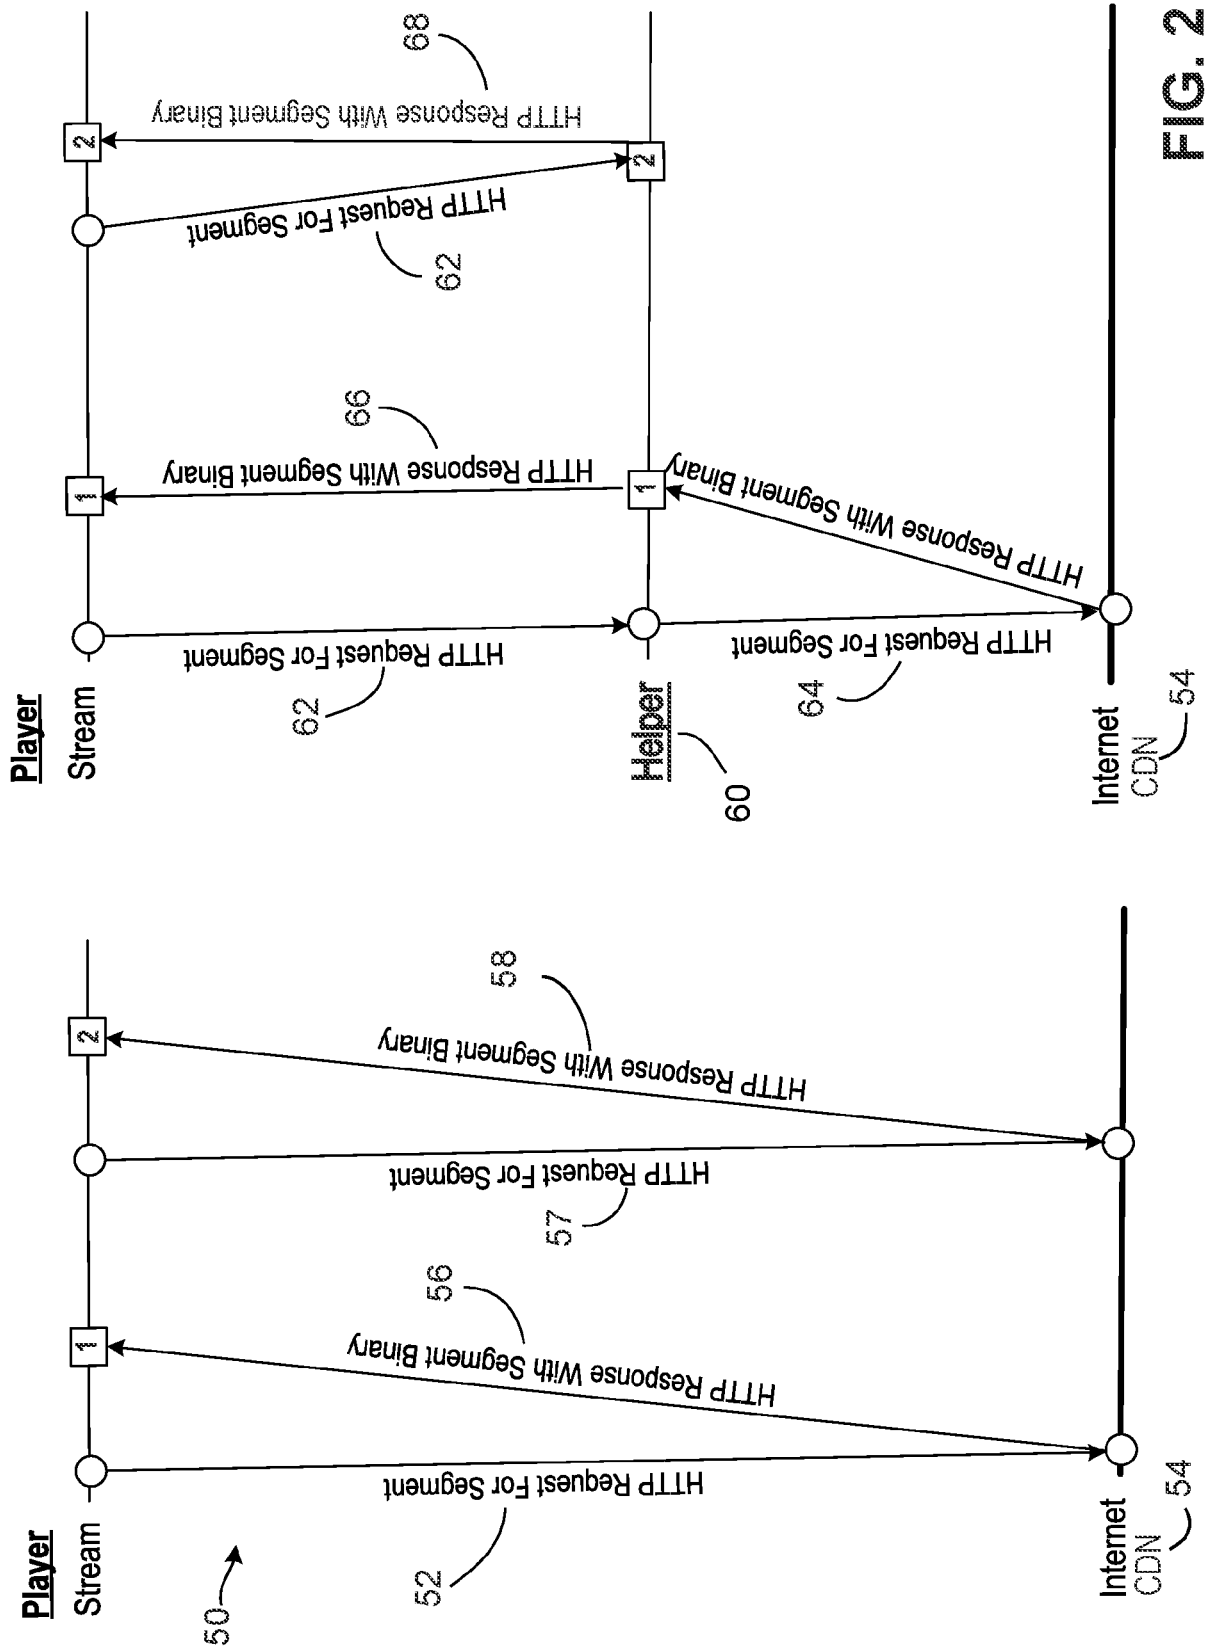 Player
Stream
50
HTTP Request For Segment
52
1
HTTP Response With Segment Binary
56
HTTP Request For Segment
57
2
HTTP Response With Segment Binary
58
Internet
CDN
54
Player
Stream
HTTP Request For Segment
62
1
HTTP Response With Segment Binary
66
HTTP Request For Segment
62
2
HTTP Response With Segment Binary
68
Helper
60
1
2
HTTP Request For Segment
64
HTTP Response With Segment Binary
Internet
CDN
54
FIG. 2